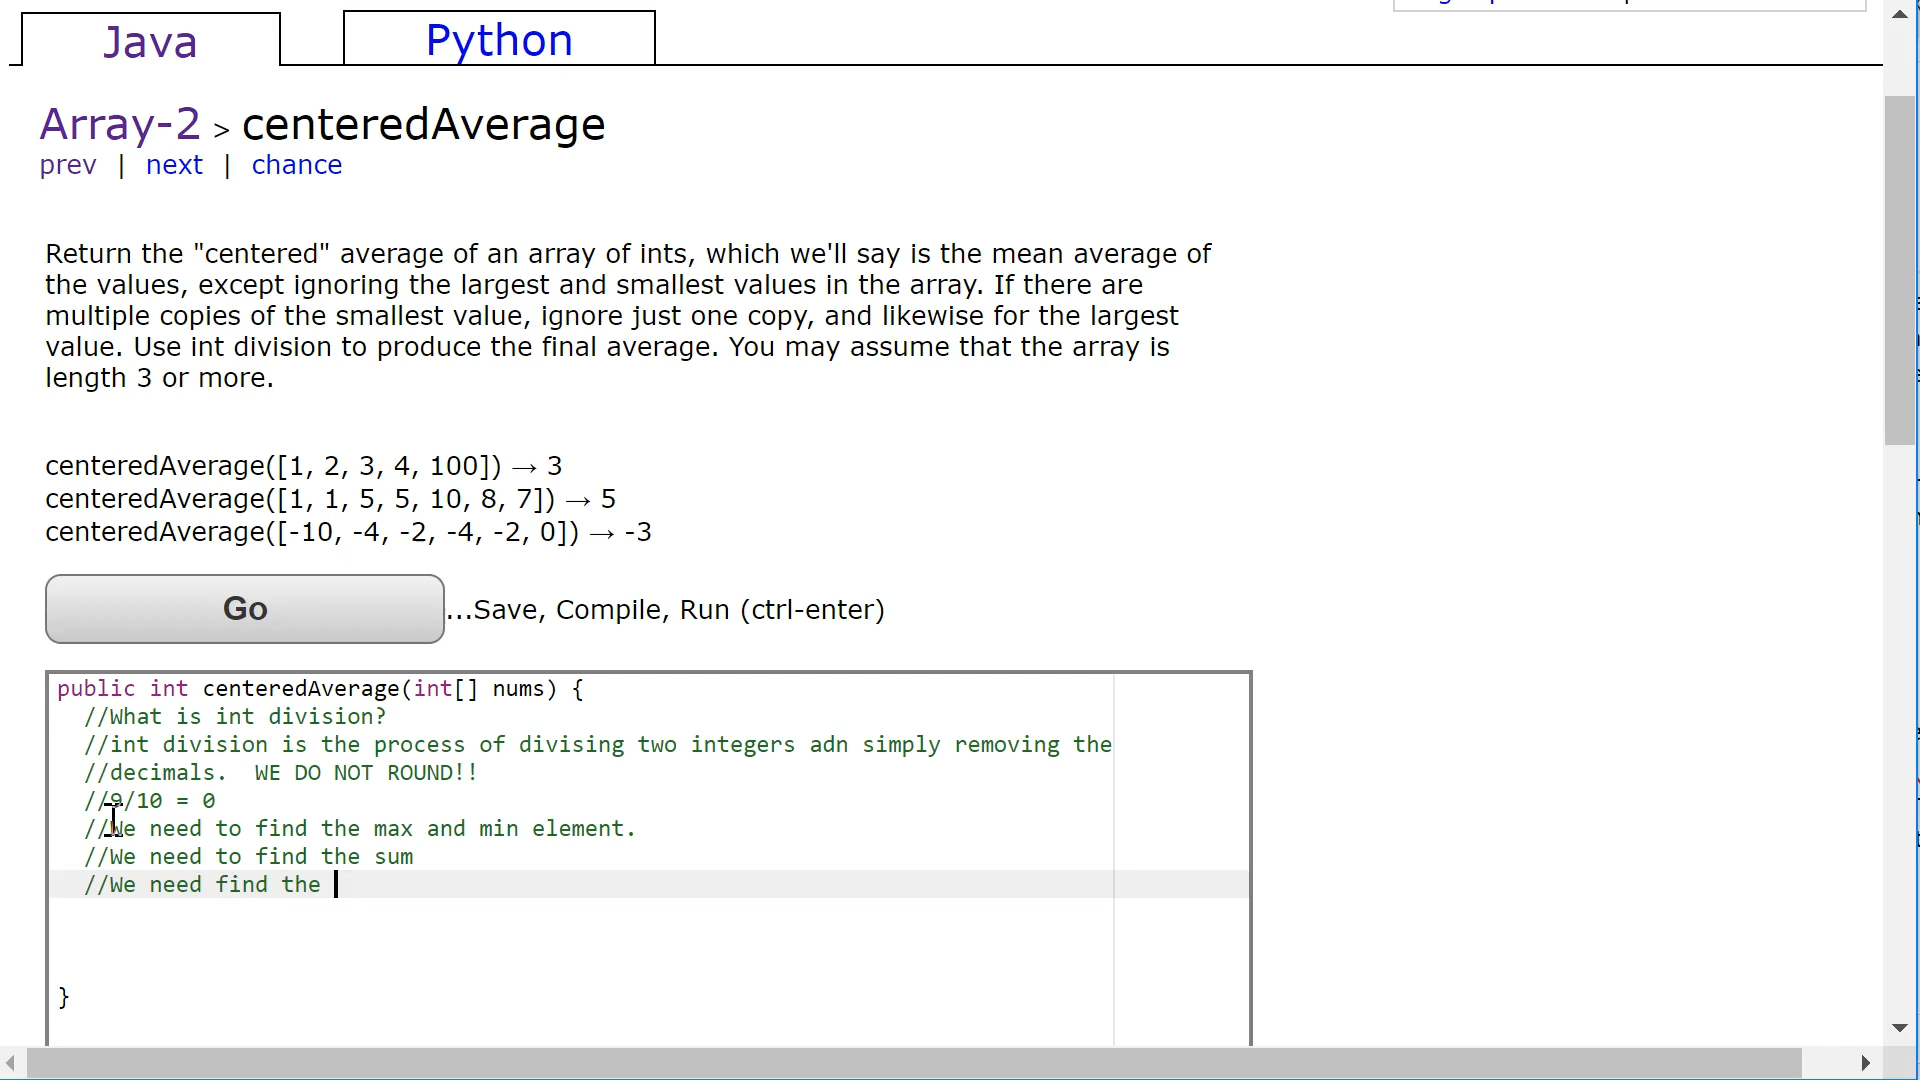 Java
Python
Array-2 > centeredAverage
prev | next | chance
Return the "centered" average of an array of ints, which we'll say is the mean average of
the values, except ignoring the largest and smallest values in the array. If there are
multiple copies of the smallest value, ignore just one copy, and likewise for the largest
value. Use int division to produce the final average. You may assume that the array is
length 3 or more.
centeredAverage([1, 2, 3, 4, 100]) → 3
centeredAverage([1, 1, 5, 5, 10, 8, 7]) → 5
centeredAverage([-10, -4, -2, -4, -2, 0]) → -3
Go
...Save, Compile, Run (ctrl-enter)
public int centeredAverage(int[] nums) {
//What is int division?
//int division is the process of divising two integers adn simply removing the
//decimals.  WE DO NOT ROUND!!
//9/10 = 0
//We need to find the max and min element.
//We need to find the sum
//We need find the
}